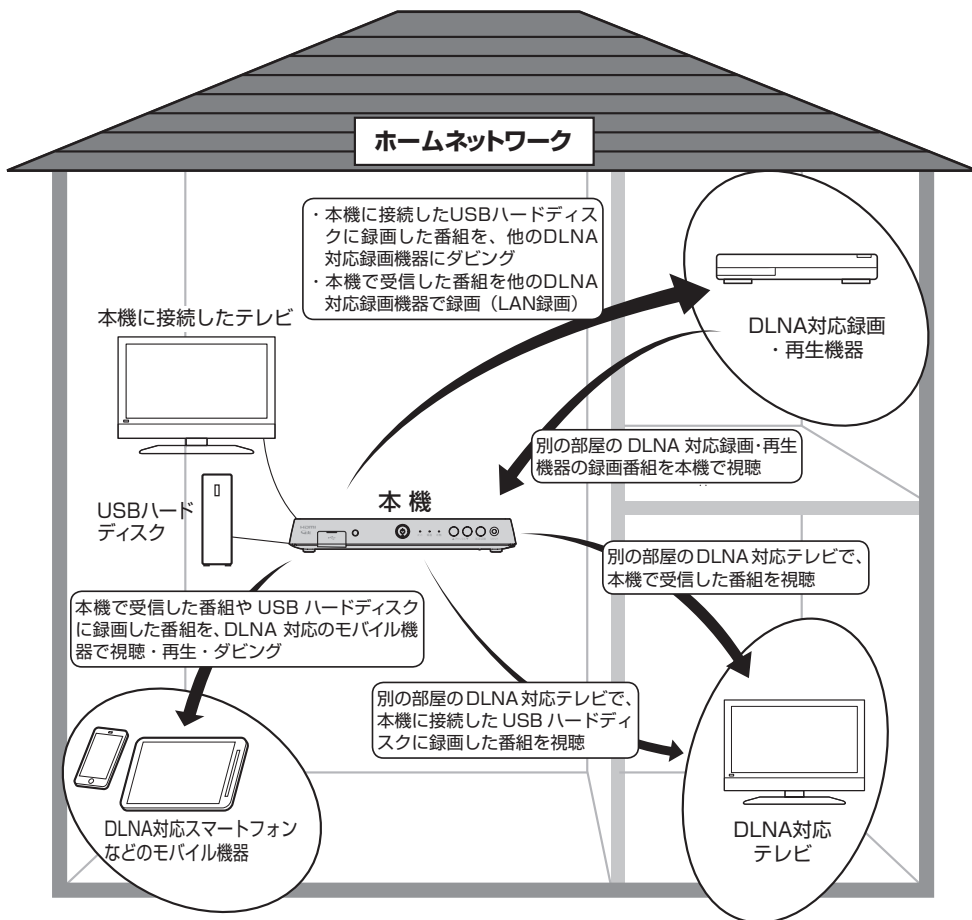 ホームネットワーク
・本機に接続したUSBハードディス
クに録画した番組を、他のDLNA
対応録画機器にダビング
・本機で受信した番組を他のDLNA
対応録画機器で録画（LAN録画）
本機に接続したテレビ
DLNA対応録画
・再生機器
別の部屋の DLNA 対応録画・再生
機器の録画番組を本機で視聴
USBハード
ディスク
本 機
別の部屋のDLNA対応テレビで、
本機で受信した番組を視聴
本機で受信した番組や USB ハードディスク
に録画した番組を、DLNA 対応のモバイル機
器で視聴・再生・ダビング
別の部屋のDLNA対応テレビで、
本機に接続した USB ハードディ
スクに録画した番組を視聴
DLNA対応スマートフォン
などのモバイル機器
DLNA対応
テレビ